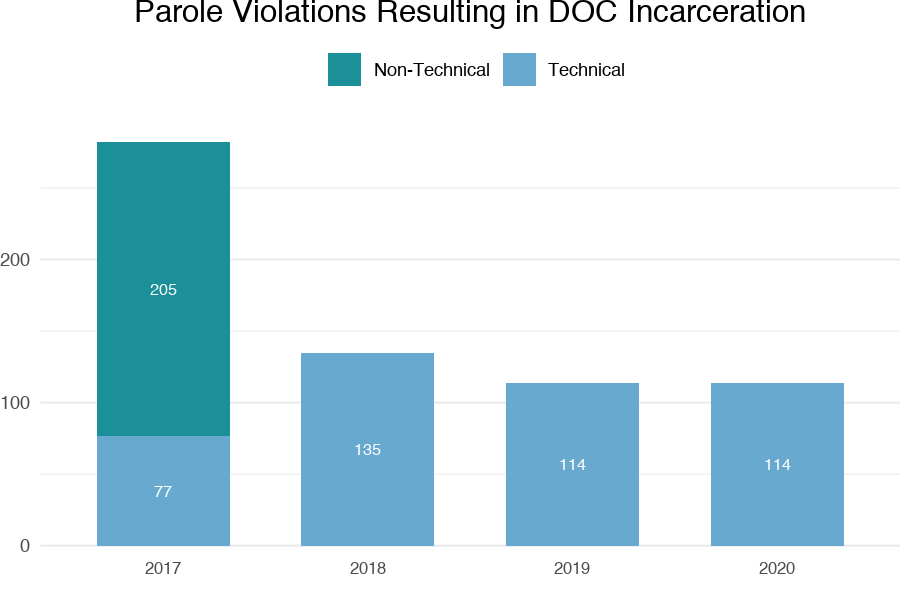 Parole Violations Resulting in DOC Incarceration
Non-Technical Technical
200
100
0
205
77
135
114
114
2017 2018 2019 2020